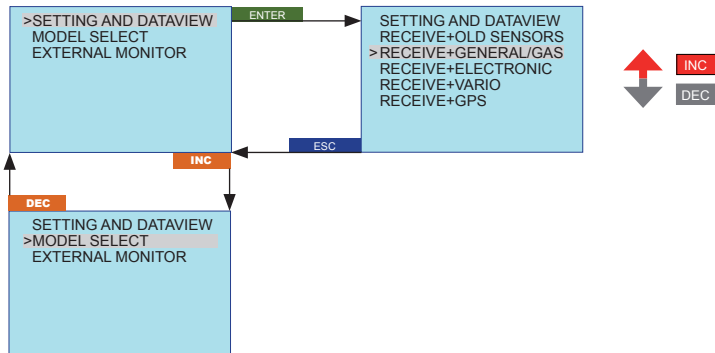 >SETTING AND DATAVIEW
MODEL SELECT
EXTERNAL MONITOR
ENTER
SETTING AND DATAVIEW
RECEIVE+OLD SENSORS
>RECEIVE+GENERAL/GAS
RECEIVE+ELECTRONIC
RECEIVE+VARIO
RECEIVE+GPS
INC
DEC
ESC
INC
DEC
SETTING AND DATAVIEW
>MODEL SELECT
EXTERNAL MONITOR